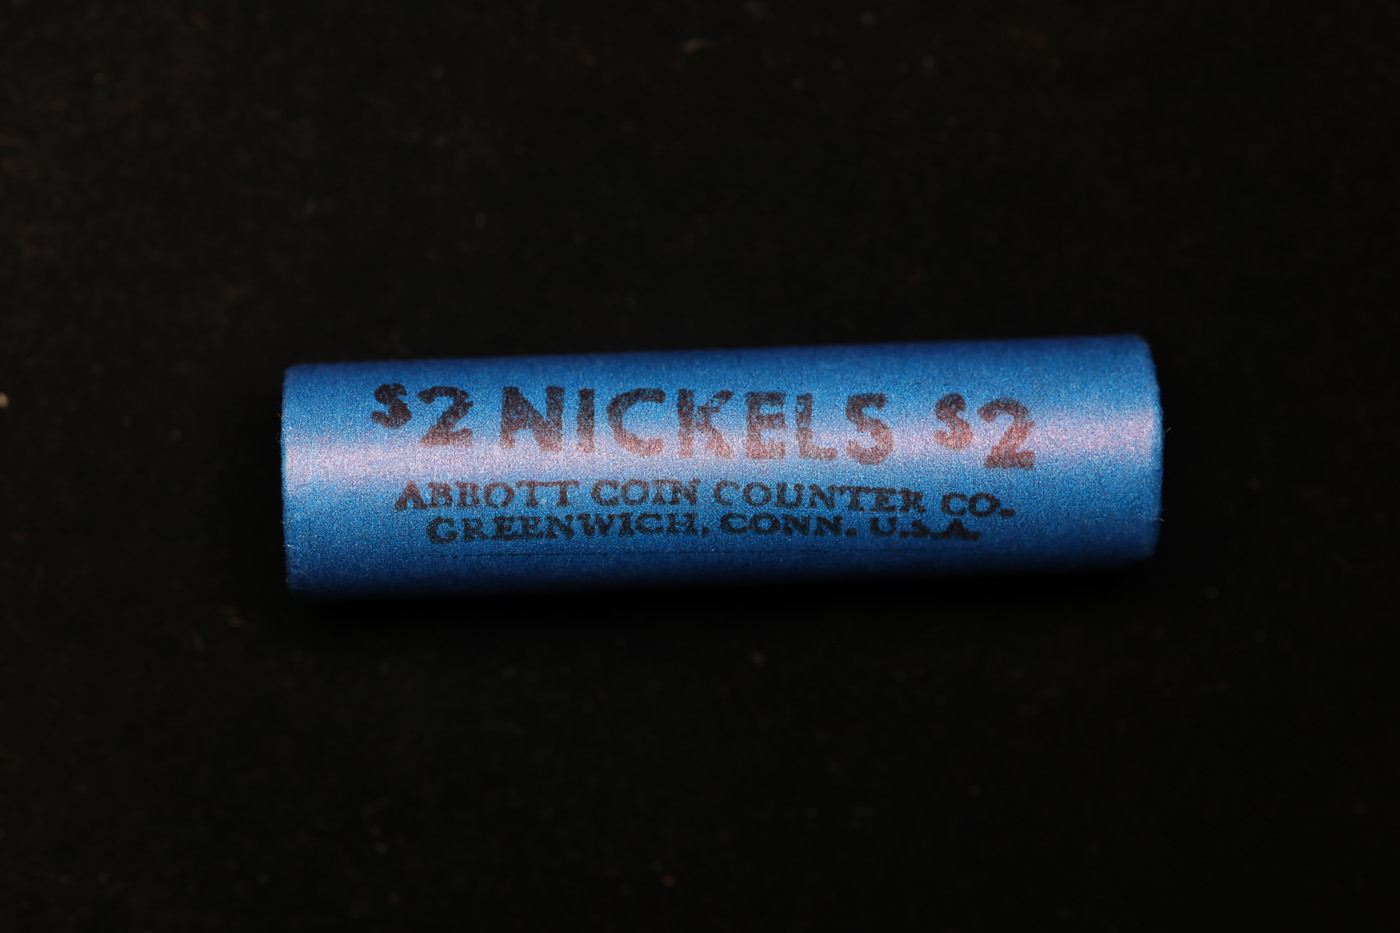 $2 NICKELS $2
ABBOTT COIN COUNTER CO.
GREENWICH, CONN. U.S.A.